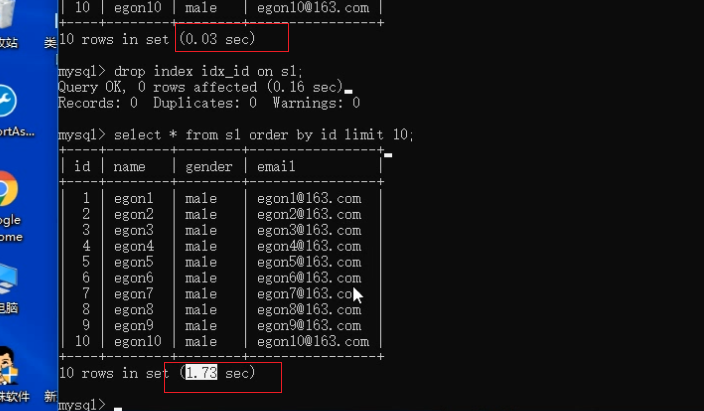 | 10 | egon10 | male | egon10@163.com |
+----+--------+--------+----------------+
10 rows in set (0.03 sec)
mysql> drop index idx_id on s1;
Query OK, 0 rows affected (0.16 sec)
Records: 0  Duplicates: 0  Warnings: 0
mysql> select * from s1 order by id limit 10;
+----+--------+--------+----------------+
| id | name | gender | email |
+----+--------+--------+----------------+
| 1 | egon1 | male | egon1@163.com |
| 2 | egon2 | male | egon2@163.com |
| 3 | egon3 | male | egon3@163.com |
| 4 | egon4 | male | egon4@163.com |
| 5 | egon5 | male | egon5@163.com |
| 6 | egon6 | male | egon6@163.com |
| 7 | egon7 | male | egon7@163.com |
| 8 | egon8 | male | egon8@163.com |
| 9 | egon9 | male | egon9@163.com |
| 10 | egon10 | male | egon10@163.com |
+----+--------+--------+----------------+
10 rows in set (1.73 sec)
mysql>
收站
类
ortAs...
ogle
ome
电脑
蛛软件
新